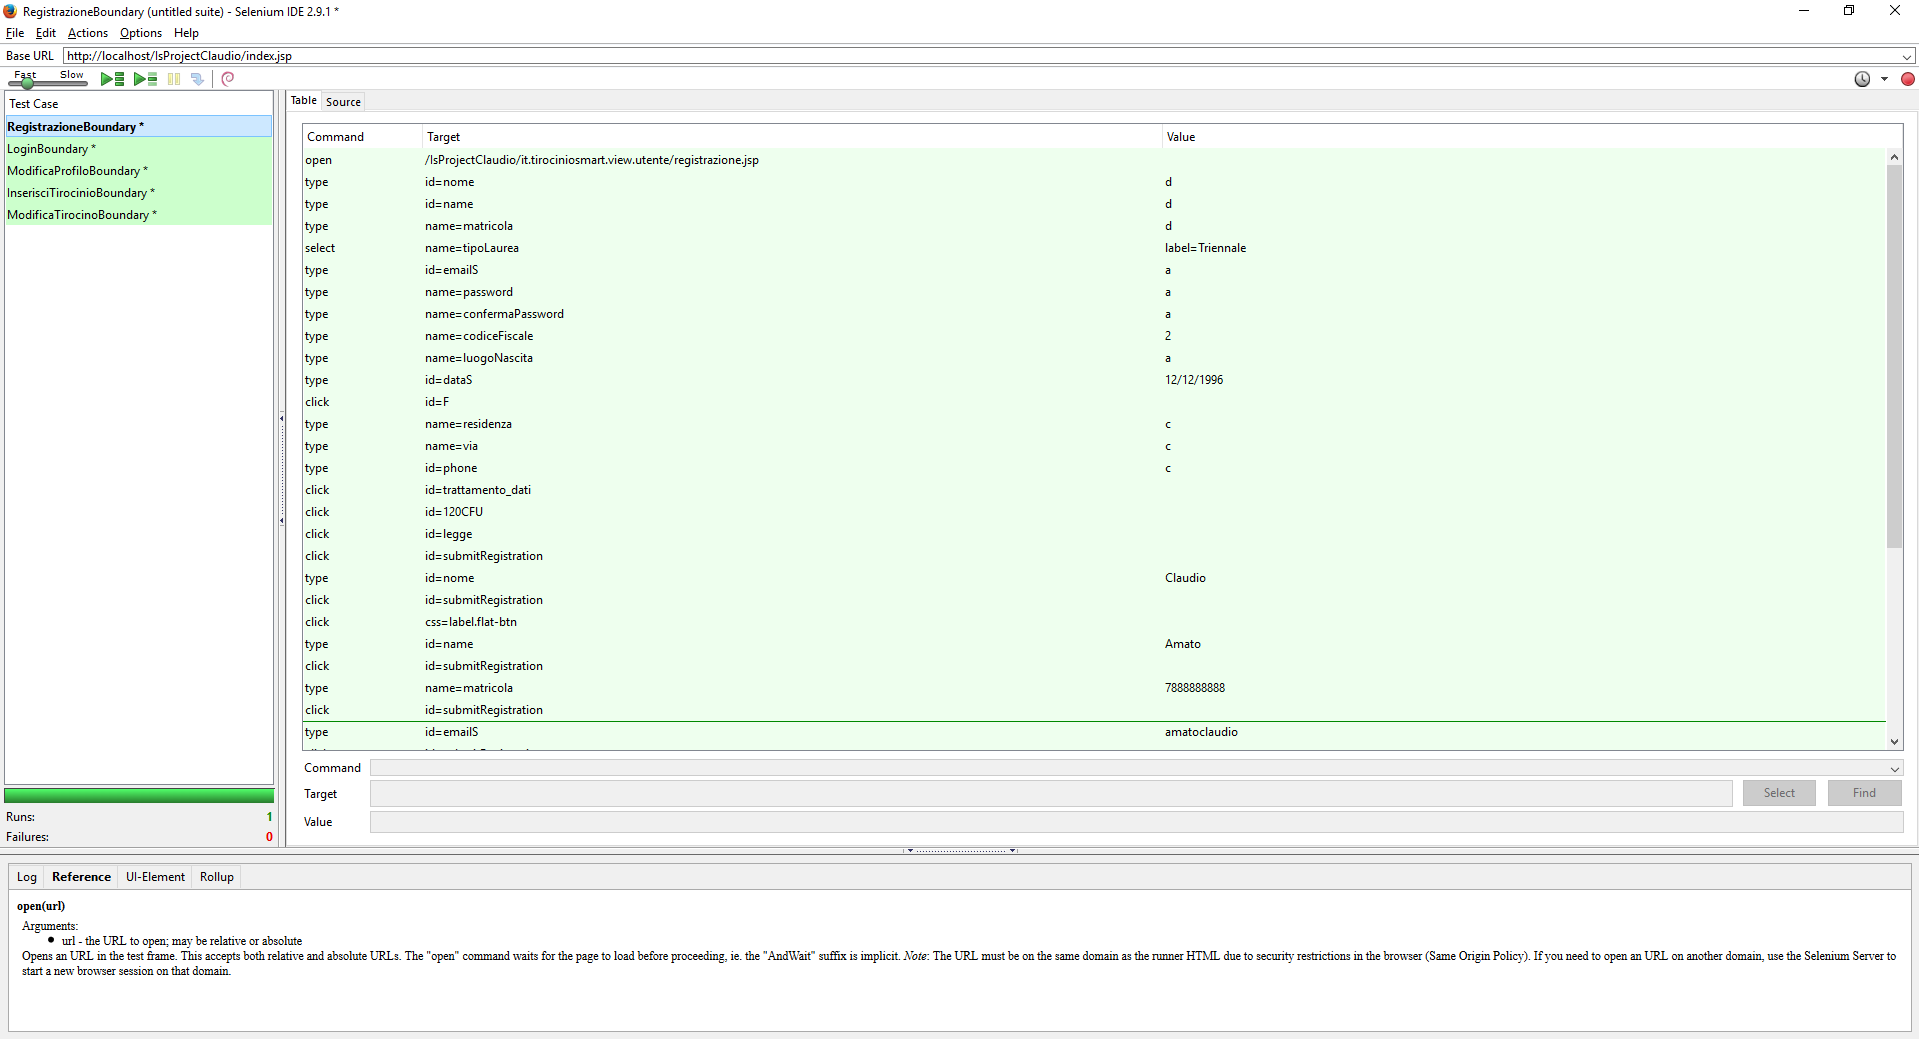 RegistrazioneBoundary (untitled suite) - Selenium IDE 2.9.1 *
File Edit Actions Options Help
Base URL http://localhost/IsProjectClaudio/index.jsp
Fast Slow
Test Case
RegistrazioneBoundary *
LoginBoundary *
ModificaProfiloBoundary *
InserisciTirocinioBoundary *
ModificaTirocinoBoundary *
Runs: 1
Failures: 0
Table Source
Command Target Value
open /IsProjectClaudio/it.tirociniosmart.view.utente/registrazione.jsp
type id=nome d
type id=name d
type name=matricola d
select name=tipoLaurea label=Triennale
type id=emailS a
type name=password a
type name=confermaPassword a
type name=codiceFiscale 2
type name=luogoNascita a
type id=dataS 12/12/1996
click id=F
type name=residenza c
type name=via c
type id=phone c
click id=trattamento_dati
click id=120CFU
click id=legge
click id=submitRegistration
type id=nome Claudio
click id=submitRegistration
click css=label.flat-btn
type id=name Amato
click id=submitRegistration
type name=matricola 7888888888
click id=submitRegistration
type id=emailS amatoclaudio
Command
Target Select Find
Value
Log Reference UI-Element Rollup
open(url)
Arguments:
• url - the URL to open; may be relative or absolute
Opens an URL in the test frame. This accepts both relative and absolute URLs. The "open" command waits for the page to load before proceeding, ie. the "AndWait" suffix is implicit. Note: The URL must be on the same domain as the runner HTML due to security restrictions in the browser (Same Origin Policy). If you need to open an URL on another domain, use the Selenium Server to
start a new browser session on that domain.